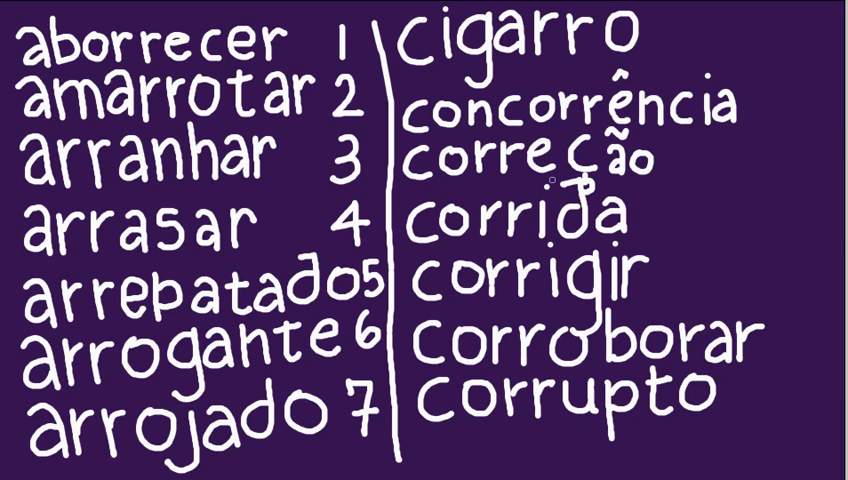 aborrecer 1
amarrotar 2
arranhar 3
arrasar 4
arrebatado 5
arrogante 6
arrojado 7
cigarro
concorrência
correção
corrida
corrigir
corroborar
corrupto